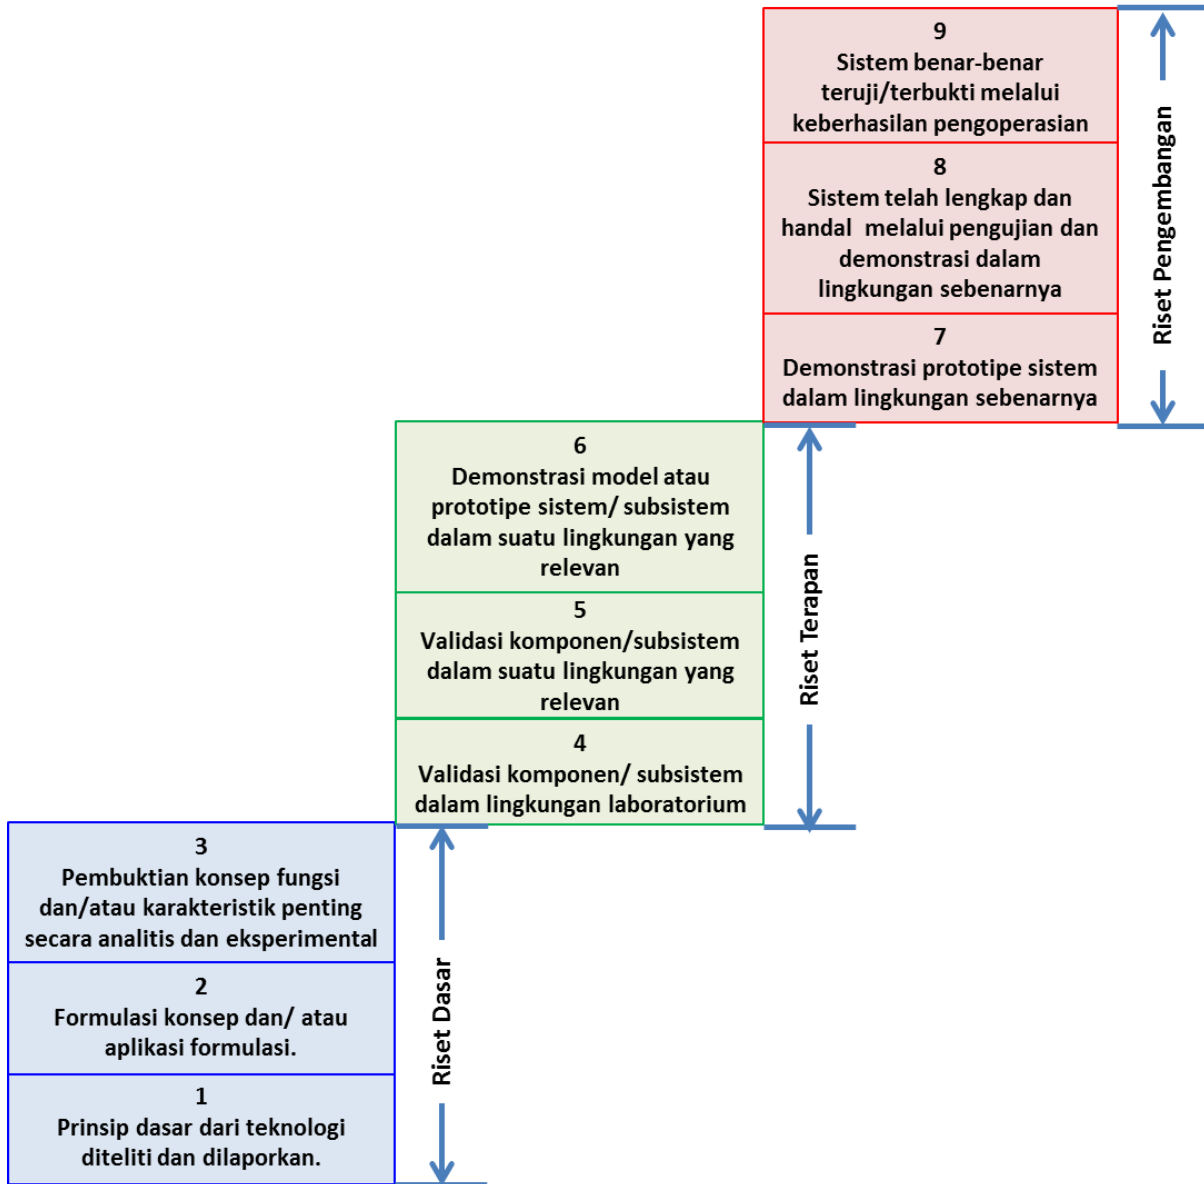 9
Sistem benar-benar
teruji/terbukti melalui
keberhasilan pengoperasian
8
Sistem telah lengkap dan
handal melalui pengujian dan
demonstrasi dalam
lingkungan sebenarnya
7
Demonstrasi prototipe sistem
dalam lingkungan sebenarnya
Riset Pengembangan
6
Demonstrasi model atau
prototipe sistem/ subsistem
dalam suatu lingkungan yang
relevan
5
Validasi komponen/subsistem
dalam suatu lingkungan yang
relevan
4
Validasi komponen/ subsistem
dalam lingkungan laboratorium
Riset Terapan
3
Pembuktian konsep fungsi
dan/atau karakteristik penting
secara analitis dan eksperimental
2
Formulasi konsep dan/ atau
aplikasi formulasi.
1
Prinsip dasar dari teknologi
diteliti dan dilaporkan.
Riset Dasar